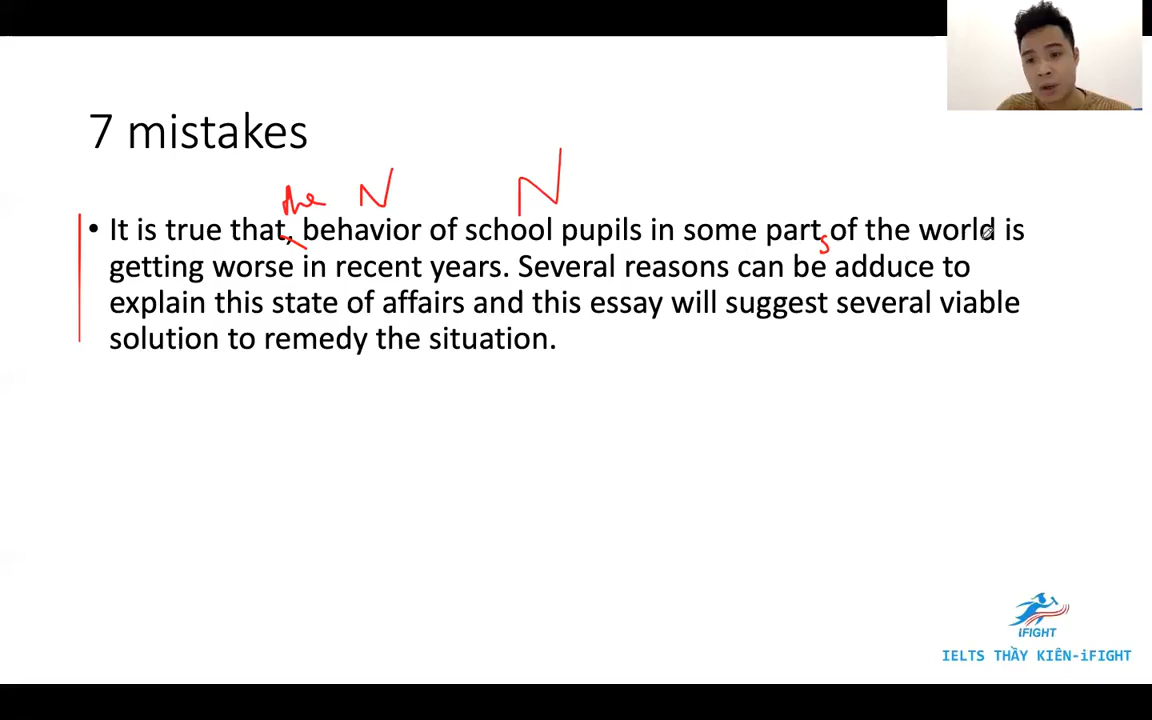 7 mistakes
the N N
• It is true that, behavior of school pupils in some part of the world is
s
getting worse in recent years. Several reasons can be adduce to
explain this state of affairs and this essay will suggest several viable
solution to remedy the situation.
iFIGHT
IELTS THẦY KIÊN-iFIGHT